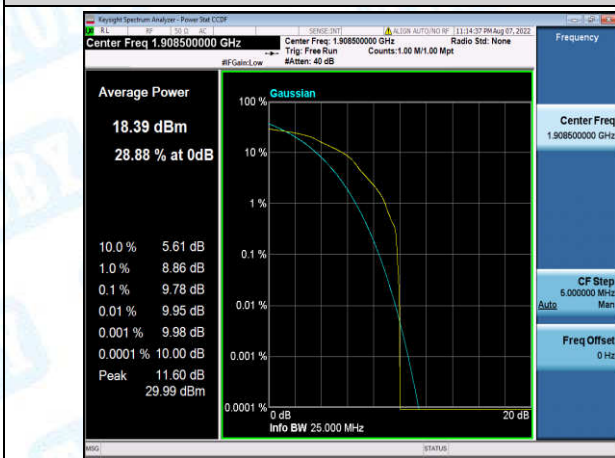 Keysight Spectrum Analyzer - Power Stat CCDF
RL RF 50 Ω AC SENSE:INT ALIGN AUTO/NO RF 11:14:37 PM Aug 07, 2022
Center Freq 1.908500000 GHz
Center Freq: 1.908500000 GHz Radio Std: None
Trig: Free Run Counts:1.00 M/1.00 Mpt
#IFGain:Low #Atten: 40 dB
Frequency
Average Power
18.39 dBm
28.88 % at 0dB
10.0 % 5.61 dB
1.0 % 8.86 dB
0.1 % 9.78 dB
0.01 % 9.95 dB
0.001 % 9.98 dB
0.0001 % 10.00 dB
Peak 11.60 dB
29.99 dBm
Gaussian
100 %
10 %
1 %
0.1 %
0.01 %
0.001 %
0.0001 %
0 dB 20 dB
Info BW 25.000 MHz
Center Freq
1.908500000 GHz
CF Step
5.000000 MHz
Auto Man
Freq Offset
0 Hz
MSG STATUS